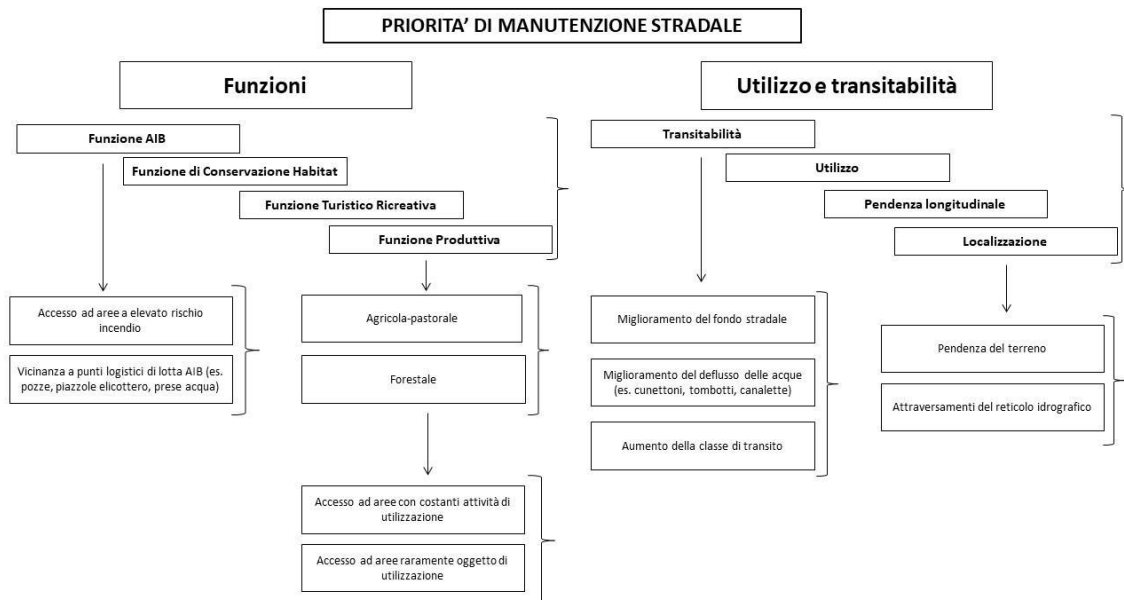 PRIORITA’ DI MANUTENZIONE STRADALE
Funzioni
Funzione AIB
Funzione di Conservazione Habitat
Funzione Turistico Ricreativa
Funzione Produttiva
Accesso ad aree a elevato rischio
incendio
Vicinanza a punti logistici di lotta AIB (es.
pozze, piazzole elicottero, prese acqua)
Agricola-pastorale
Forestale
Accesso ad aree con costanti attività di
utilizzazione
Accesso ad aree raramente oggetto di
utilizzazione
Utilizzo e transitabilità
Transitabilità
Utilizzo
Pendenza longitudinale
Localizzazione
Miglioramento del fondo stradale
Miglioramento del deflusso delle acque
(es. cunettoni, tombotti, canalette)
Aumento della classe di transito
Pendenza del terreno
Attraversamenti del reticolo idrografico